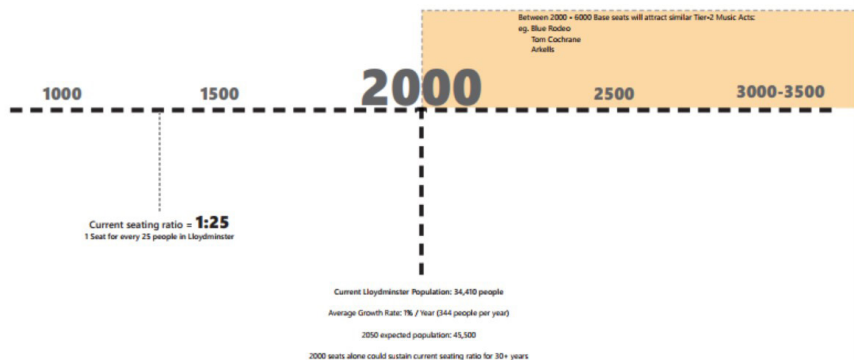 Between 2000 - 6000 Base seats will attract similar Tier-2 Music Acts:
eg. Blue Rodeo
Tom Cochrane
Arkells
1000
1500
2000
2500
3000-3500
Current seating ratio = 1:25
1 Seat for every 25 people in Lloydminster
Current Lloydminster Population: 34,410 people
Average Growth Rate: 1% / Year (344 people per year)
2050 expected population: 45,500
2000 seats alone could sustain current seating ratio for 30+ years